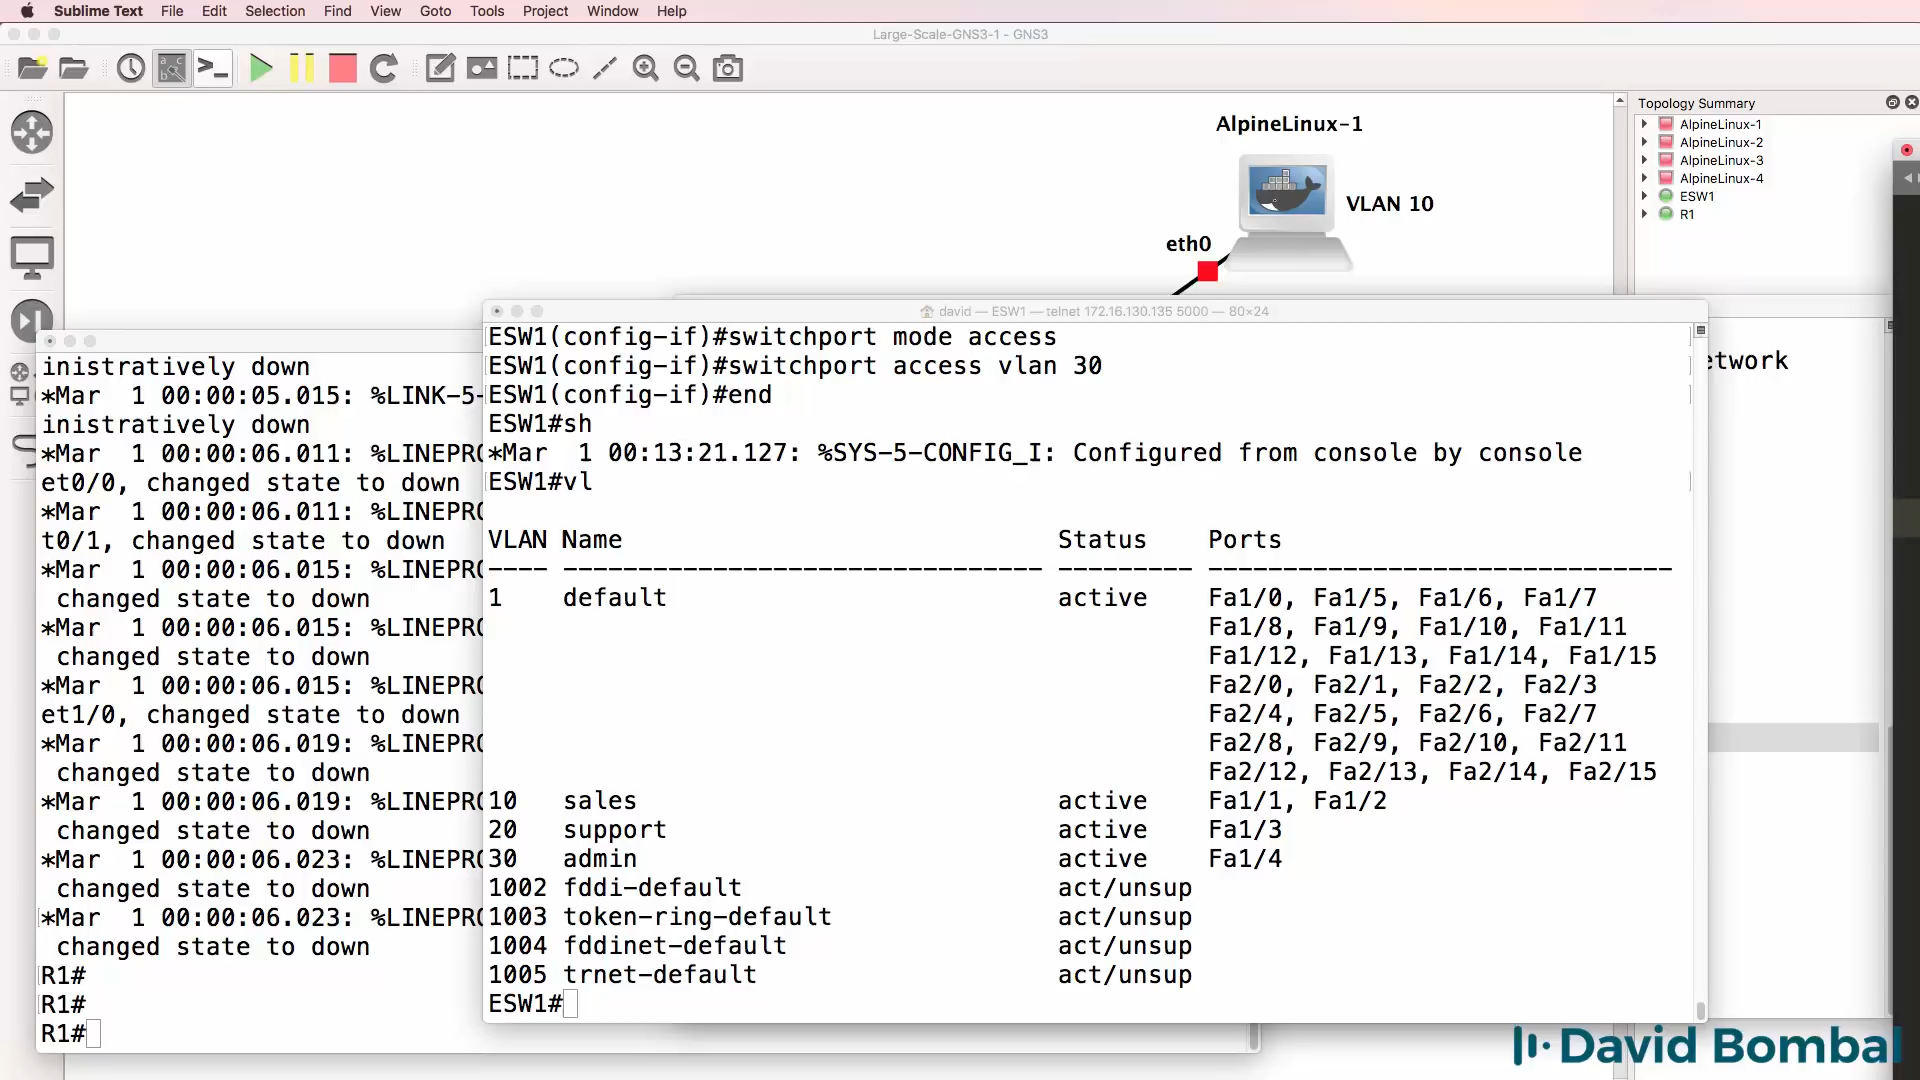 Sublime Text File Edit Selection Find View Goto Tools Project Window Help
Large-Scale-GNS3-1 - GNS3
Topology Summary
AlpineLinux-1
AlpineLinux-2
AlpineLinux-3
AlpineLinux-4
ESW1
R1
AlpineLinux-1
VLAN 10
eth0
etwork
inistratively down
*Mar  1 00:00:05.015: %LINK-5-
inistratively down
*Mar  1 00:00:06.011: %LINEPRO
et0/0, changed state to down
*Mar  1 00:00:06.011: %LINEPRO
t0/1, changed state to down
*Mar  1 00:00:06.015: %LINEPRO
changed state to down
*Mar  1 00:00:06.015: %LINEPRO
changed state to down
*Mar  1 00:00:06.015: %LINEPRO
et1/0, changed state to down
*Mar  1 00:00:06.019: %LINEPRO
changed state to down
*Mar  1 00:00:06.019: %LINEPRO
changed state to down
*Mar  1 00:00:06.023: %LINEPRO
changed state to down
*Mar  1 00:00:06.023: %LINEPRO
changed state to down
R1#
R1#
R1#
david — ESW1 — telnet 172.16.130.135 5000 — 80×24
ESW1(config-if)#switchport mode access
ESW1(config-if)#switchport access vlan 30
ESW1(config-if)#end
ESW1#sh
*Mar  1 00:13:21.127: %SYS-5-CONFIG_I: Configured from console by console
ESW1#vl
VLAN Name                             Status    Ports
---- -------------------------------- --------- -------------------------------
1    default                          active    Fa1/0, Fa1/5, Fa1/6, Fa1/7
Fa1/8, Fa1/9, Fa1/10, Fa1/11
Fa1/12, Fa1/13, Fa1/14, Fa1/15
Fa2/0, Fa2/1, Fa2/2, Fa2/3
Fa2/4, Fa2/5, Fa2/6, Fa2/7
Fa2/8, Fa2/9, Fa2/10, Fa2/11
Fa2/12, Fa2/13, Fa2/14, Fa2/15
10   sales                            active    Fa1/1, Fa1/2
20   support                          active    Fa1/3
30   admin                            active    Fa1/4
1002 fddi-default                     act/unsup
1003 token-ring-default               act/unsup
1004 fddinet-default                  act/unsup
1005 trnet-default                    act/unsup
ESW1#
David Bombal